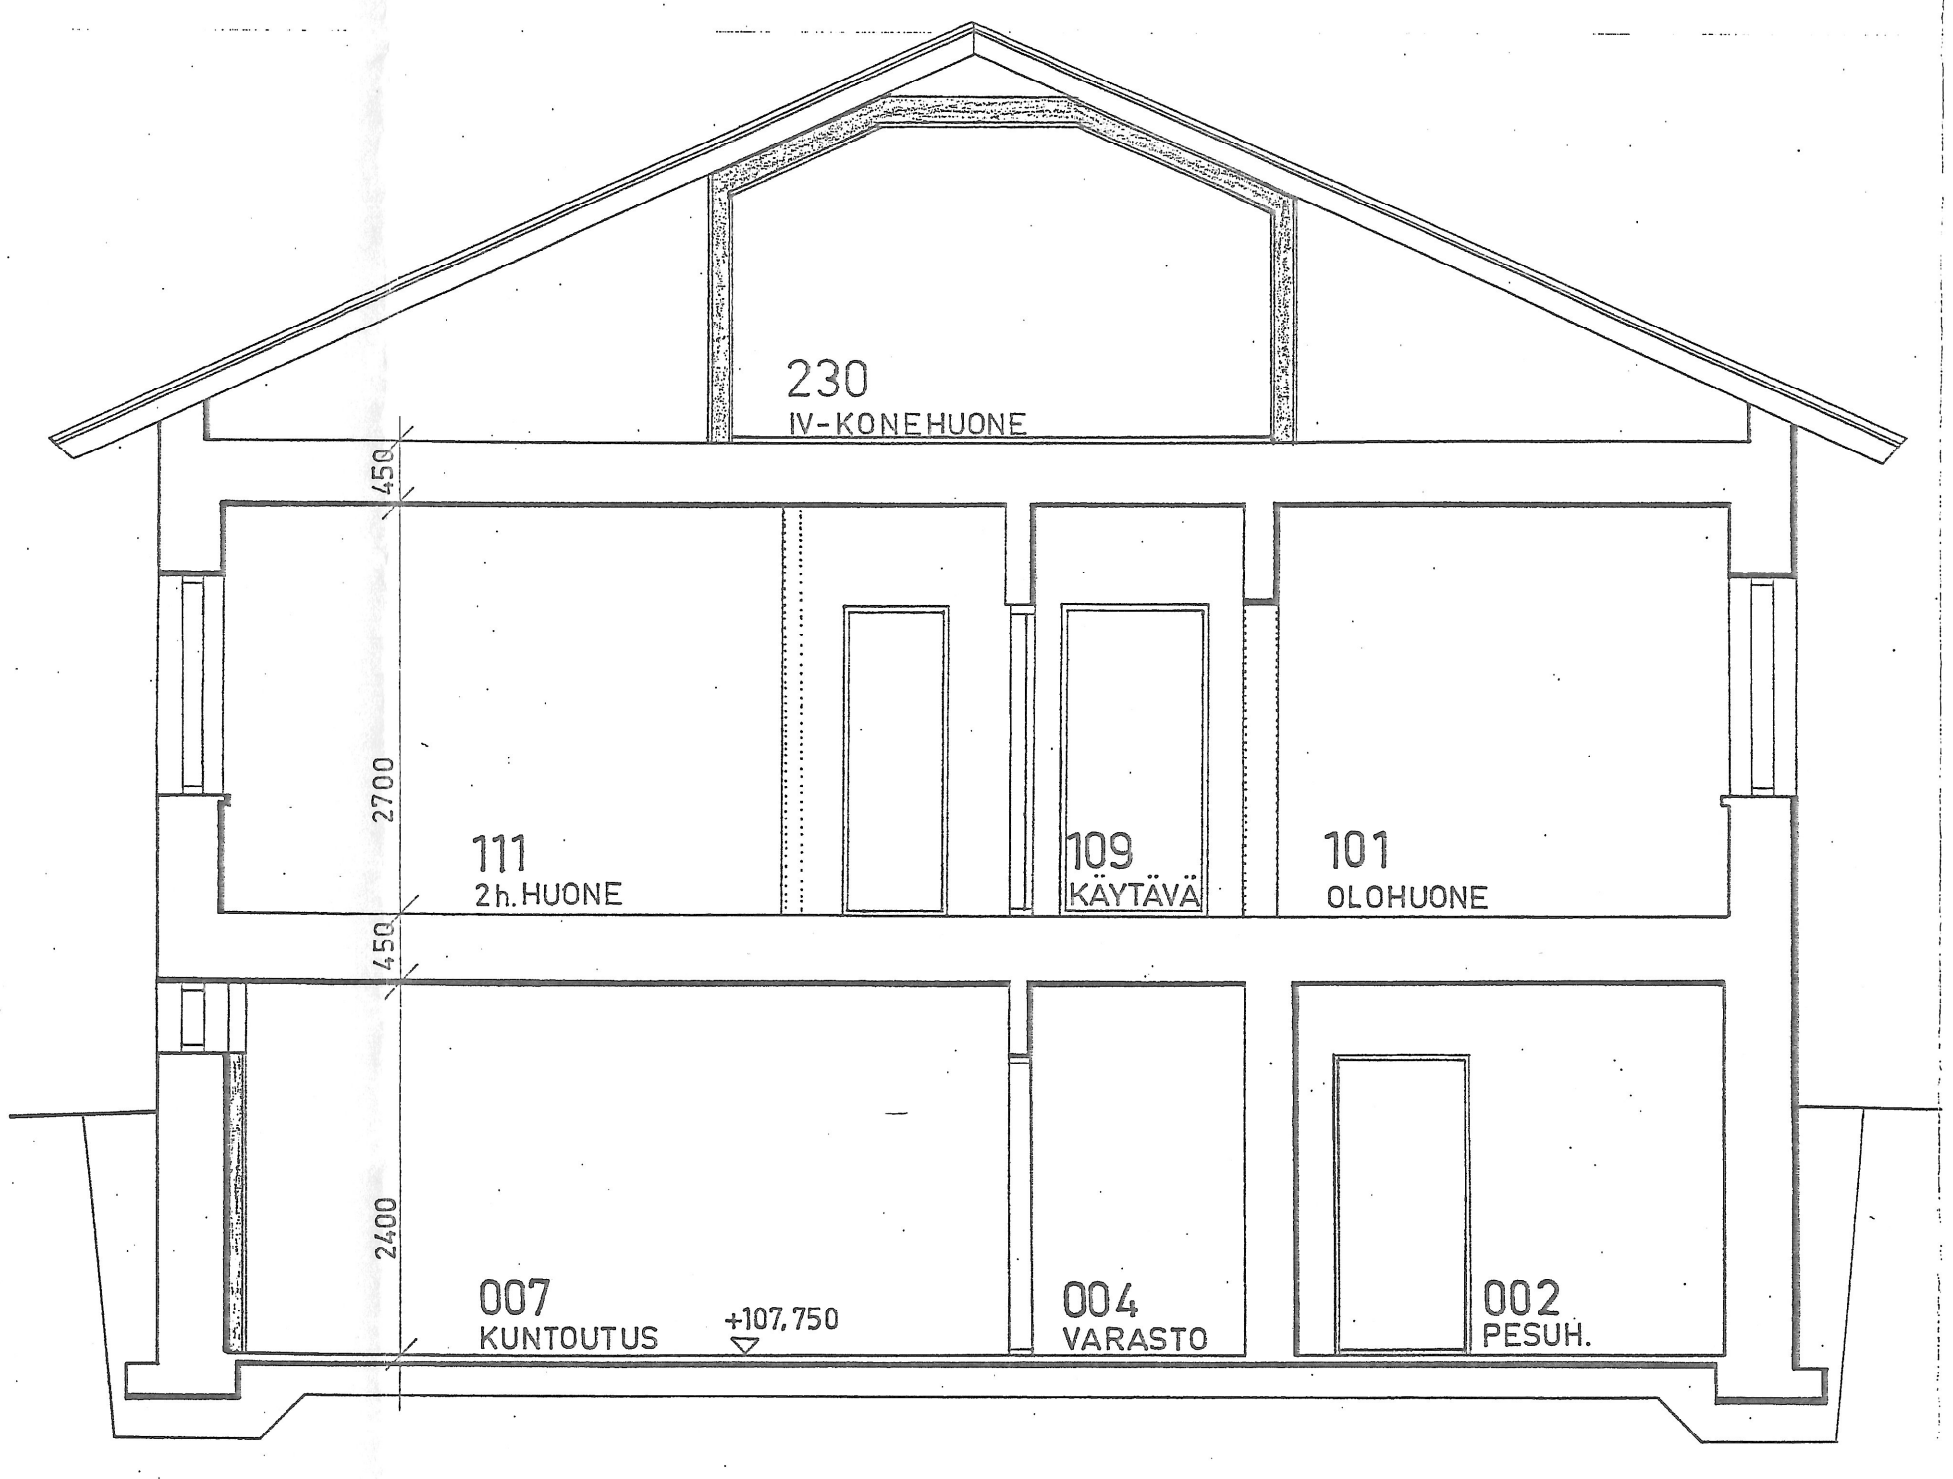 230
IV-KONEHUONE
450
2700
111
2h. HUONE
109
KÄYTÄVÄ
101
OLOHUONE
450
2400
007
KUNTOUTUS
+107,750
004
VARASTO
002
PESUH.